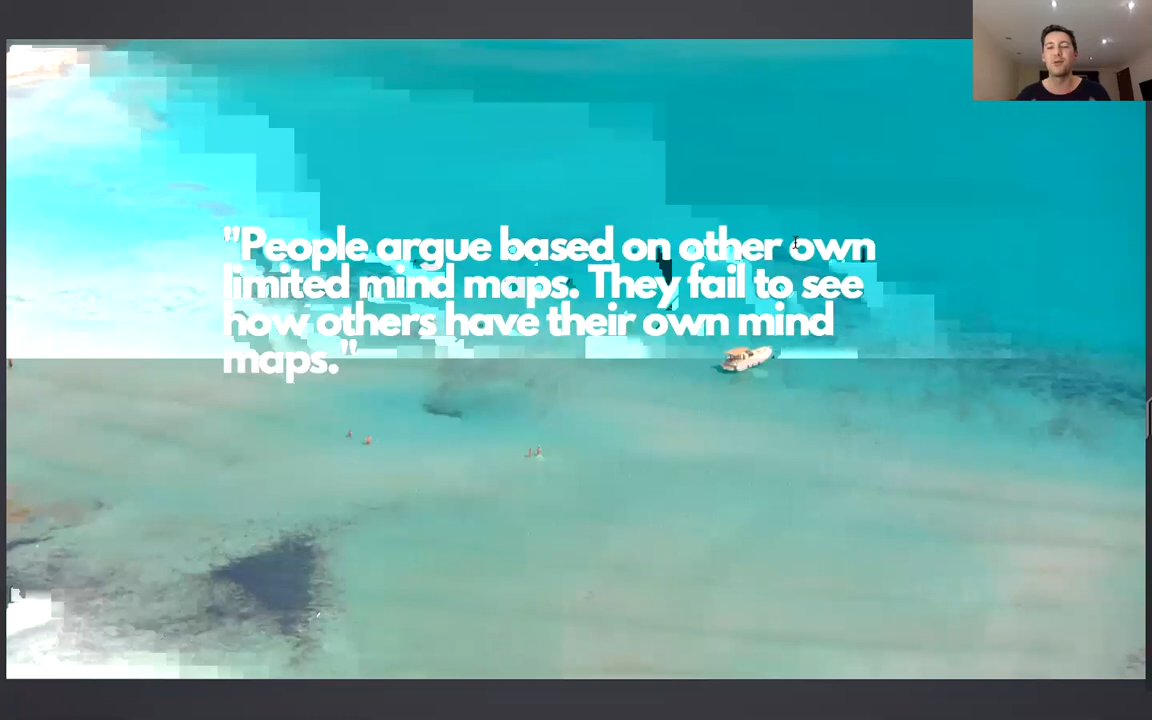 "People argue based on other own
limited mind maps. They fail to see
how others have their own mind
maps."